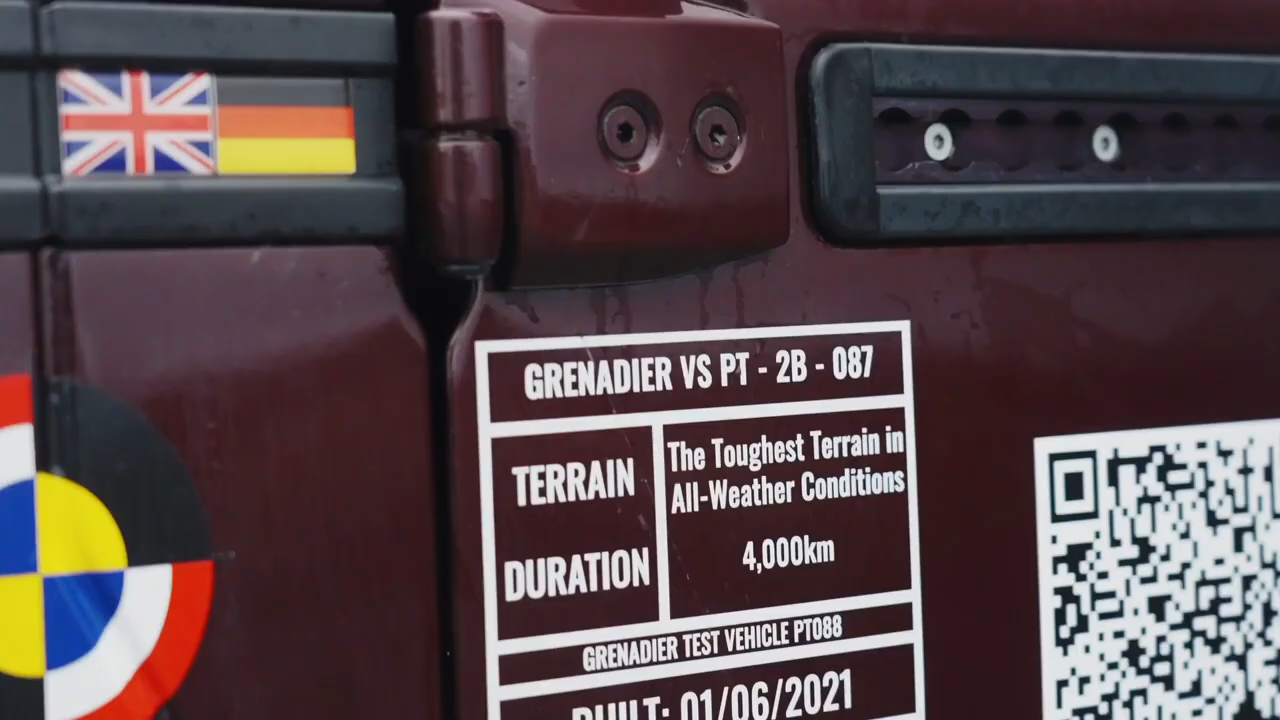 GRENADIER VS PT - 2B - 087
TERRAIN
The Toughest Terrain in
All-Weather Conditions
DURATION
4,000km
GRENADIER TEST VEHICLE PT088
BUILT: 01/06/2021